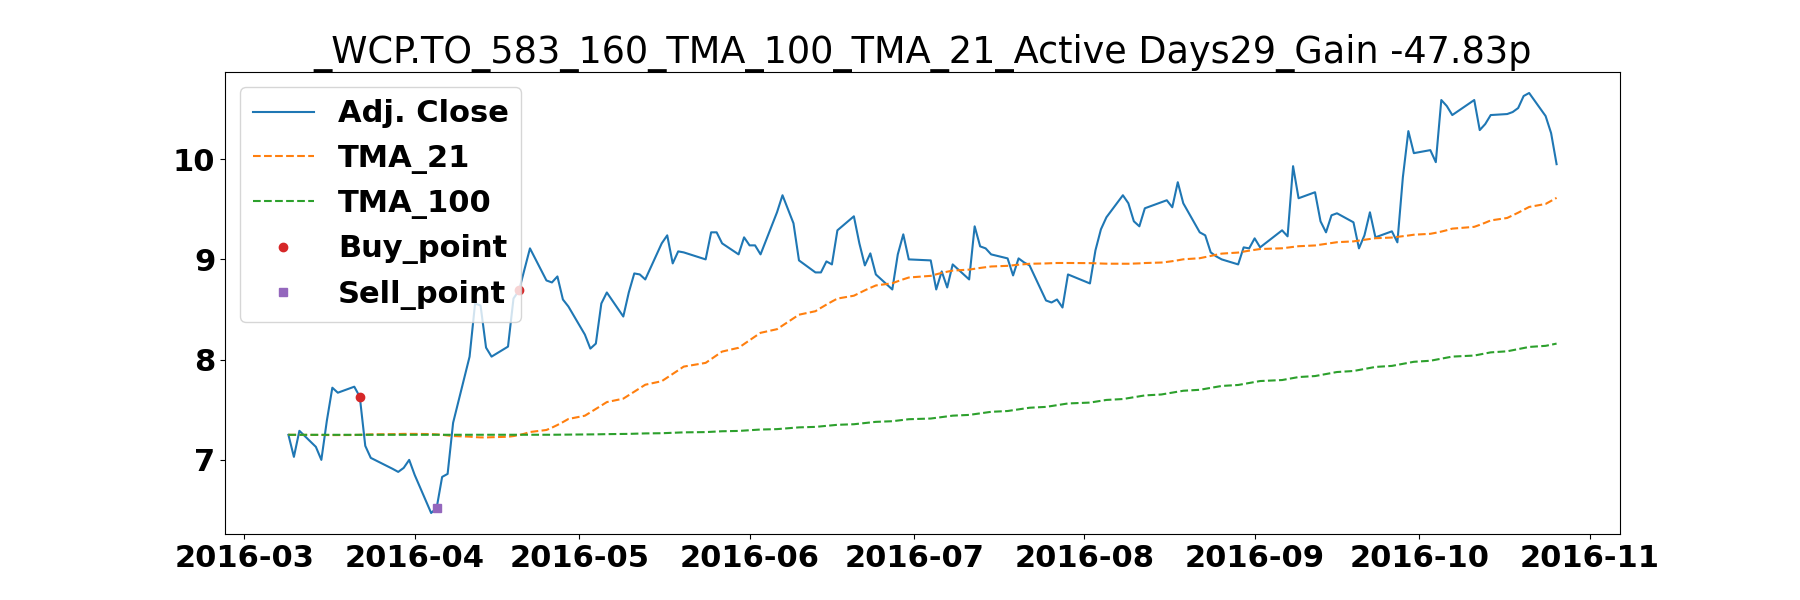 _WCP.TO_583_160_TMA_100_TMA_21_Active Days29_Gain -47.83p
Adj. Close
TMA_21
TMA_100
Buy_point
Sell_point
10
9
8
7
2016-03 2016-04 2016-05 2016-06 2016-07 2016-08 2016-09 2016-10 2016-11